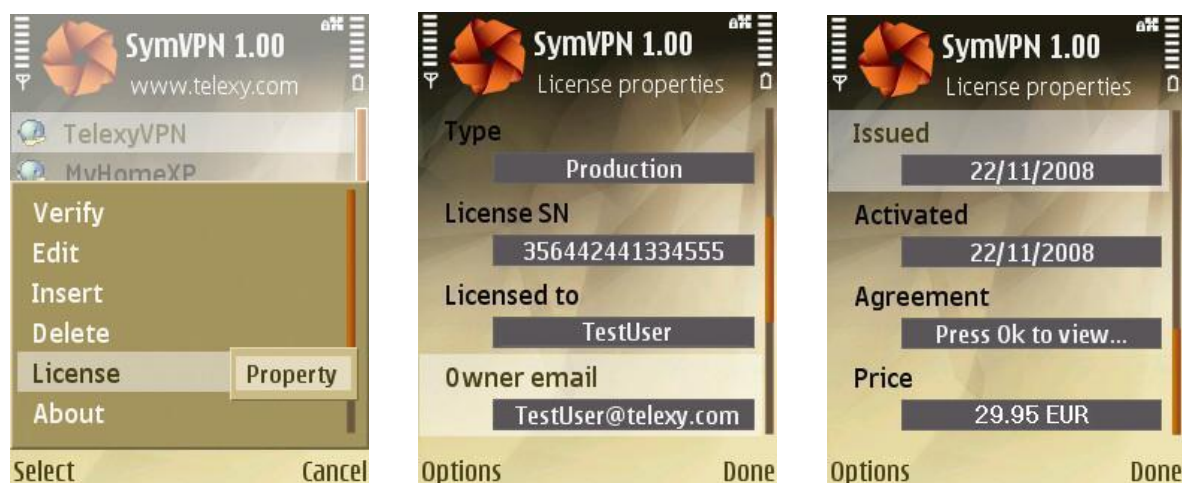 SymVPN 1.00
www.telexy.com
TelexyVPN
MyHomeXP
Verify
Edit
Insert
Delete
License
Property
About
Select Cancel
SymVPN 1.00
License properties
Type
Production
License SN
356442441334555
Licensed to
TestUser
Owner email
TestUser@telexy.com
Options Done
SymVPN 1.00
License properties
Issued
22/11/2008
Activated
22/11/2008
Agreement
Press Ok to view...
Price
29.95 EUR
Options Done